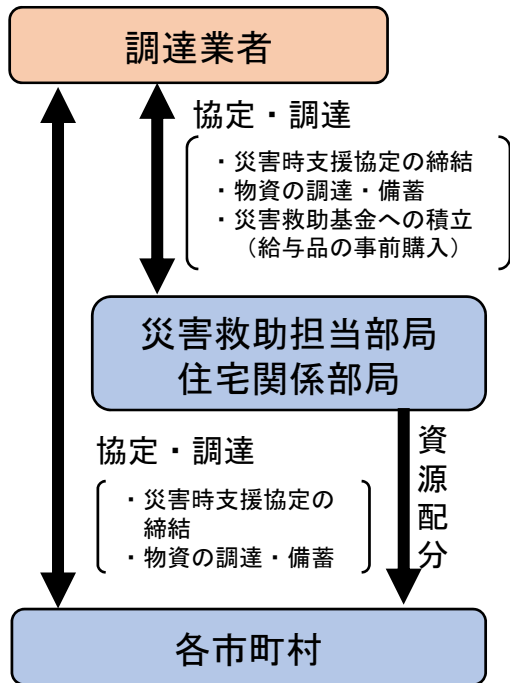 調達業者
協定・調達
・災害時支援協定の締結
・物資の調達・備蓄
・災害救助基金への積立
（給与品の事前購入）
災害救助担当部局
住宅関係部局
協定・調達
・災害時支援協定の
締結
・物資の調達・備蓄
資源配分
各市町村